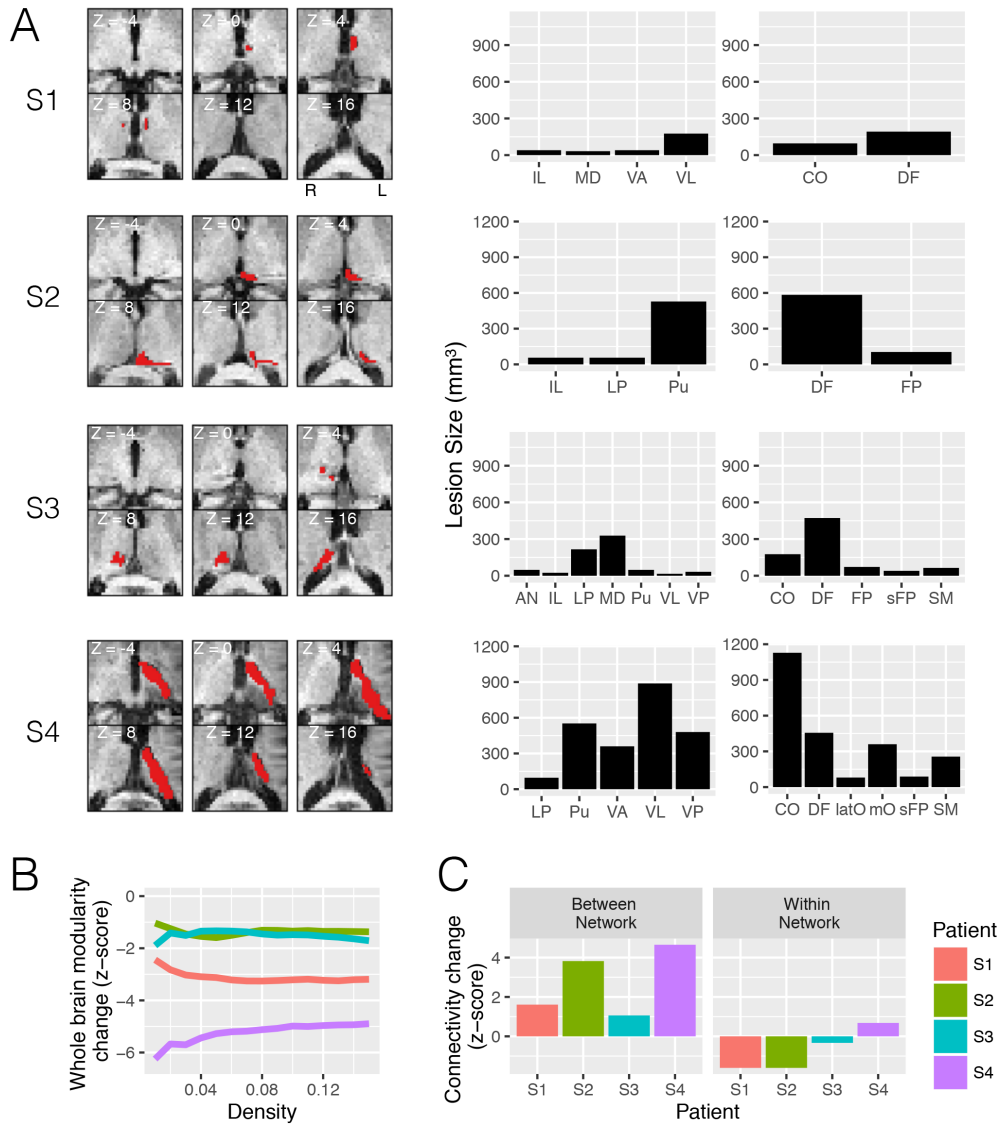 A
S1
Z = -4
Z = 0
Z = 4
Z = 8
Z = 12
Z = 16
R L
900
600
300
0
IL MD VA VL
900
600
300
0
CO DF
S2
Z = -4
Z = 0
Z = 4
Z = 8
Z = 12
Z = 16
1200
900
600
300
0
IL LP Pu
1200
900
600
300
0
DF FP
Lesion Size (mm³)
S3
Z = -4
Z = 0
Z = 4
Z = 8
Z = 12
Z = 16
900
600
300
0
AN IL LP MD Pu VL VP
900
600
300
0
CO DF FP sFP SM
S4
Z = -4
Z = 0
Z = 4
Z = 8
Z = 12
Z = 16
1200
900
600
300
0
LP Pu VA VL VP
1200
900
600
300
0
CO DF latO mO sFP SM
B
Whole brain modularity
change (z−score)
0
−2
−4
−6
0.04 0.08 0.12
Density
C
Connectivity change
(z−score)
Between
Network
Within
Network
4
2
0
S1 S2 S3 S4
S1 S2 S3 S4
Patient
Patient
S1
S2
S3
S4